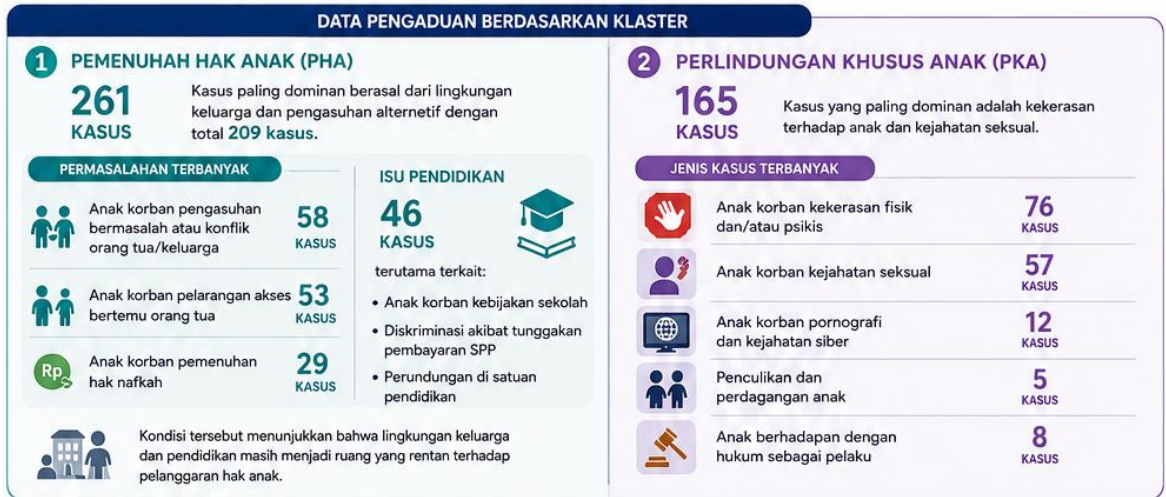 DATA PENGADUAN BERDASARKAN KLASTER
1 PEMENUHAH HAK ANAK (PHA)
261
KASUS
Kasus paling dominan berasal dari lingkungan
keluarga dan pengasuhan alternatif dengan
total 209 kasus.
PERMASALAHAN TERBANYAK
Anak korban pengasuhan
bermasalah atau konflik
orang tua/keluarga
58
KASUS
Anak korban pelarangan akses
bertemu orang tua
53
KASUS
Rp
Anak korban pemenuhan
hak nafkah
29
KASUS
ISU PENDIDIKAN
46
KASUS
terutama terkait:
• Anak korban kebijakan sekolah
• Diskriminasi akibat tunggakan
pembayaran SPP
• Perundungan di satuan
pendidikan
Kondisi tersebut menunjukkan bahwa lingkungan keluarga
dan pendidikan masih menjadi ruang yang rentan terhadap
pelanggaran hak anak.
2 PERLINDUNGAN KHUSUS ANAK (PKA)
165
KASUS
Kasus yang paling dominan adalah kekerasan
terhadap anak dan kejahatan seksual.
JENIS KASUS TERBANYAK
Anak korban kekerasan fisik
dan/atau psikis
76
KASUS
Anak korban kejahatan seksual
57
KASUS
Anak korban pornografi
dan kejahatan siber
12
KASUS
Penculikan dan
perdagangan anak
5
KASUS
Anak berhadapan dengan
hukum sebagai pelaku
8
KASUS